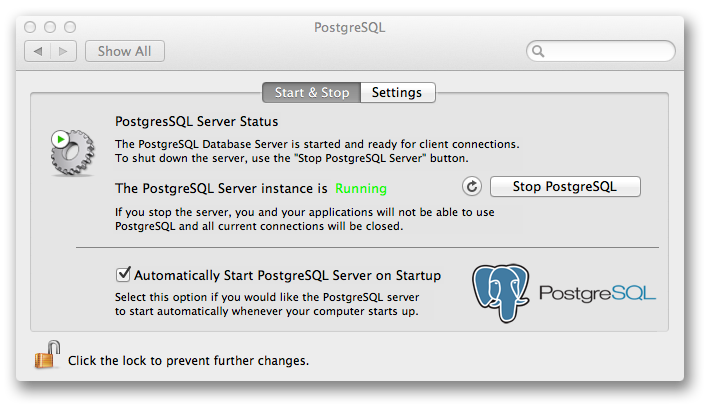 PostgreSQL
Show All
Start & Stop
Settings
PostgresSQL Server Status
The PostgreSQL Database Server is started and ready for client connections.
To shut down the server, use the "Stop PostgreSQL Server" button.
The PostgreSQL Server instance is Running
Stop PostgreSQL
If you stop the server, you and your applications will not be able to use
PostgreSQL and all current connections will be closed.
Automatically Start PostgreSQL Server on Startup
Select this option if you would like the PostgreSQL server
to start automatically whenever your computer starts up.
PostgreSQL
Click the lock to prevent further changes.